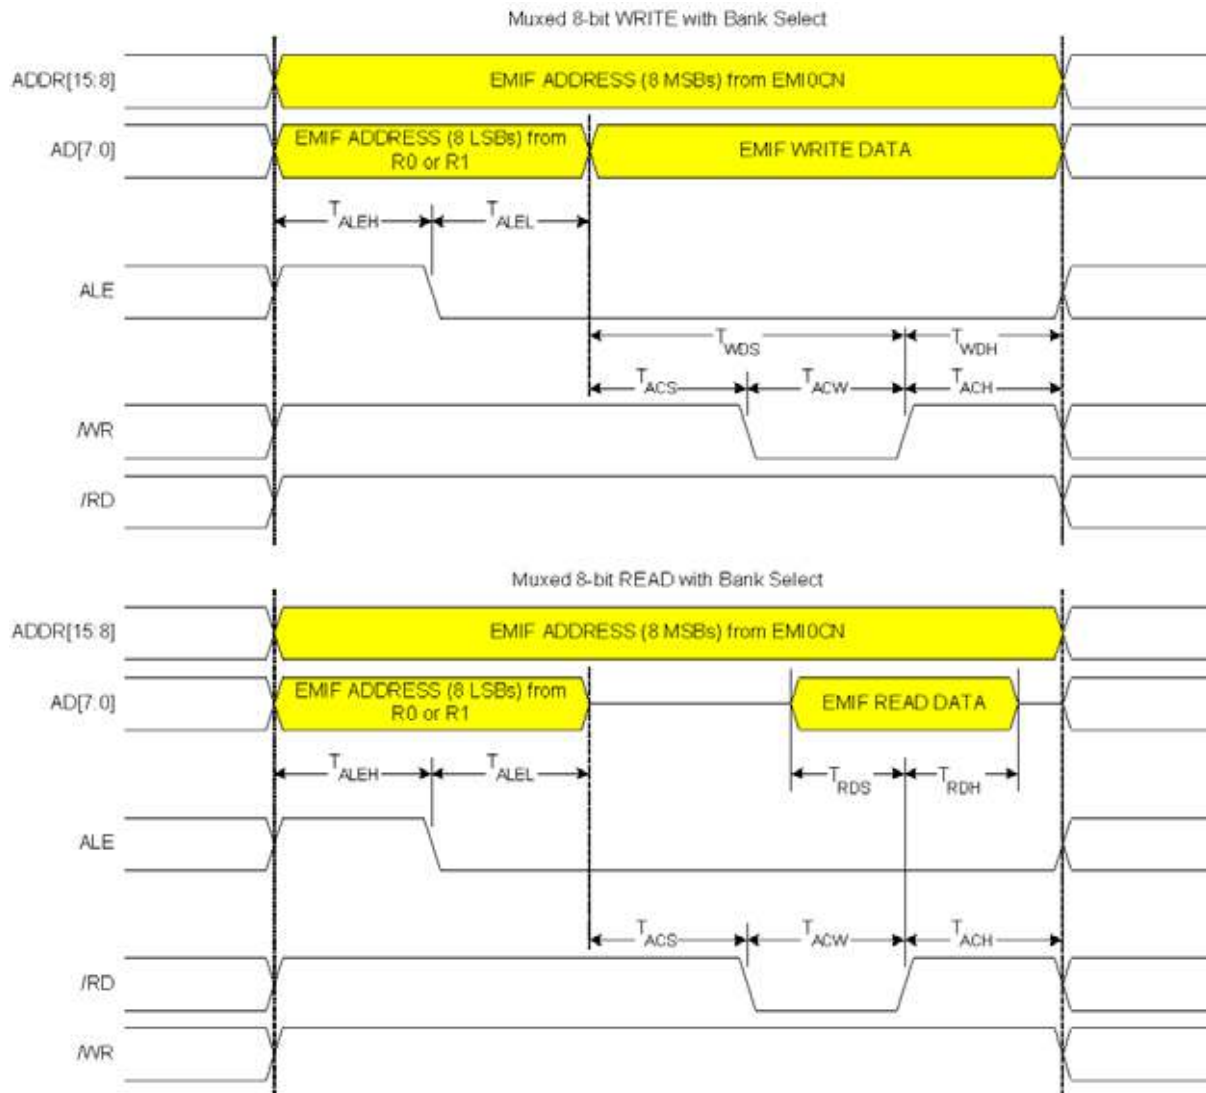 Muxed 8-bit WRITE with Bank Select
ADDR[15:8]
EMIF ADDRESS (8 MSBs) from EMI0CN
AD[7:0]
EMIF ADDRESS (8 LSBs) from
R0 or R1
EMIF WRITE DATA
TALEH
TALEL
ALE
TWDS
TWDH
TACS
TACW
TACH
/WR
/RD
Muxed 8-bit READ with Bank Select
ADDR[15:8]
EMIF ADDRESS (8 MSBs) from EMI0CN
AD[7:0]
EMIF ADDRESS (8 LSBs) from
R0 or R1
EMIF READ DATA
TALEH
TALEL
TRDS
TRDH
ALE
TACS
TACW
TACH
/RD
/WR